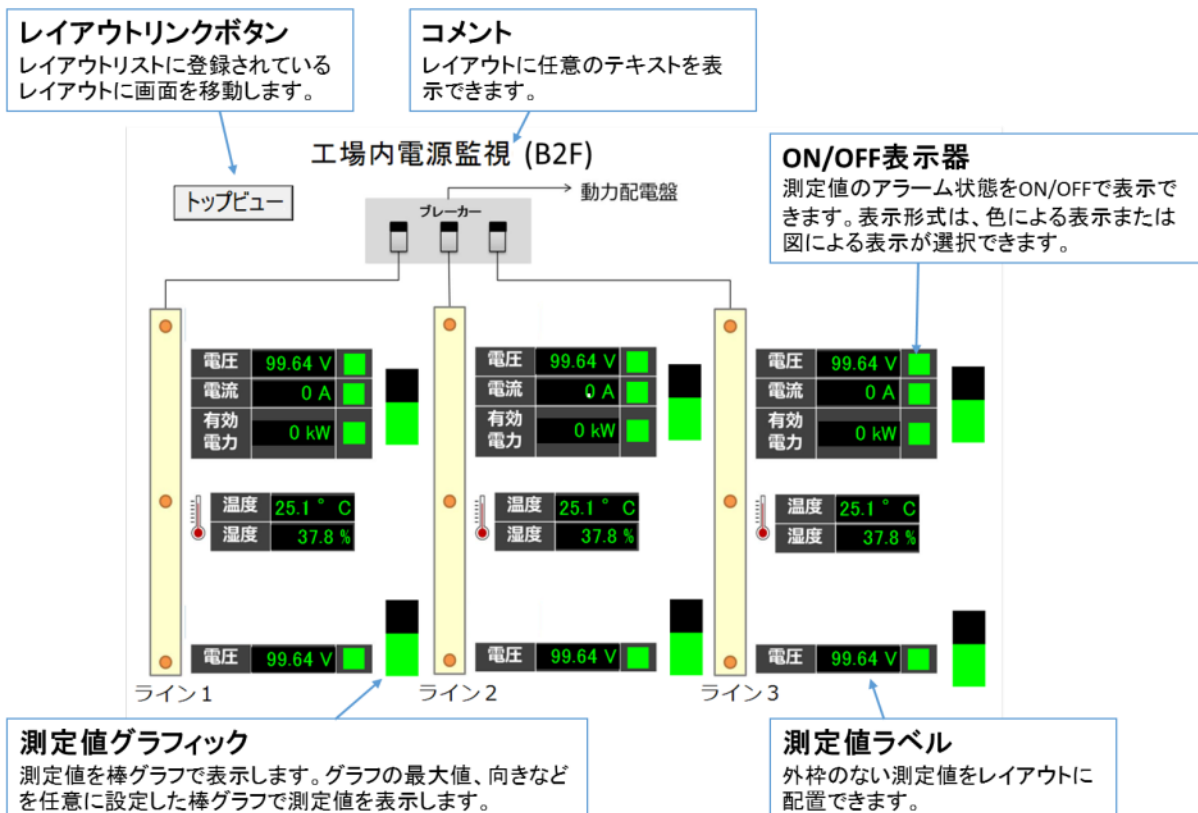 レイアウトリンクボタン
レイアウトリストに登録されている
レイアウトに画面を移動します。
コメント
レイアウトに任意のテキストを表
示できます。
ON/OFF表示器
測定値のアラーム状態をON/OFFで表示で
きます。表示形式は、色による表示または
図による表示が選択できます。
工場内電源監視 (B2F)
トップビュー
動力配電盤
ブレーカー
電圧 99.64 V
電流 0 A
有効
電力 0 kW
温度 25.1 ° C
湿度 37.8 %
電圧 99.64 V
ライン1
電圧 99.64 V
電流 0 A
有効
電力 0 kW
温度 25.1 ° C
湿度 37.8 %
電圧 99.64 V
ライン2
電圧 99.64 V
電流 0 A
有効
電力 0 kW
温度 25.1 ° C
湿度 37.8 %
電圧 99.64 V
ライン3
測定値グラフィック
測定値を棒グラフで表示します。グラフの最大値、向きなど
を任意に設定した棒グラフで測定値を表示します。
測定値ラベル
外枠のない測定値をレイアウトに
配置できます。